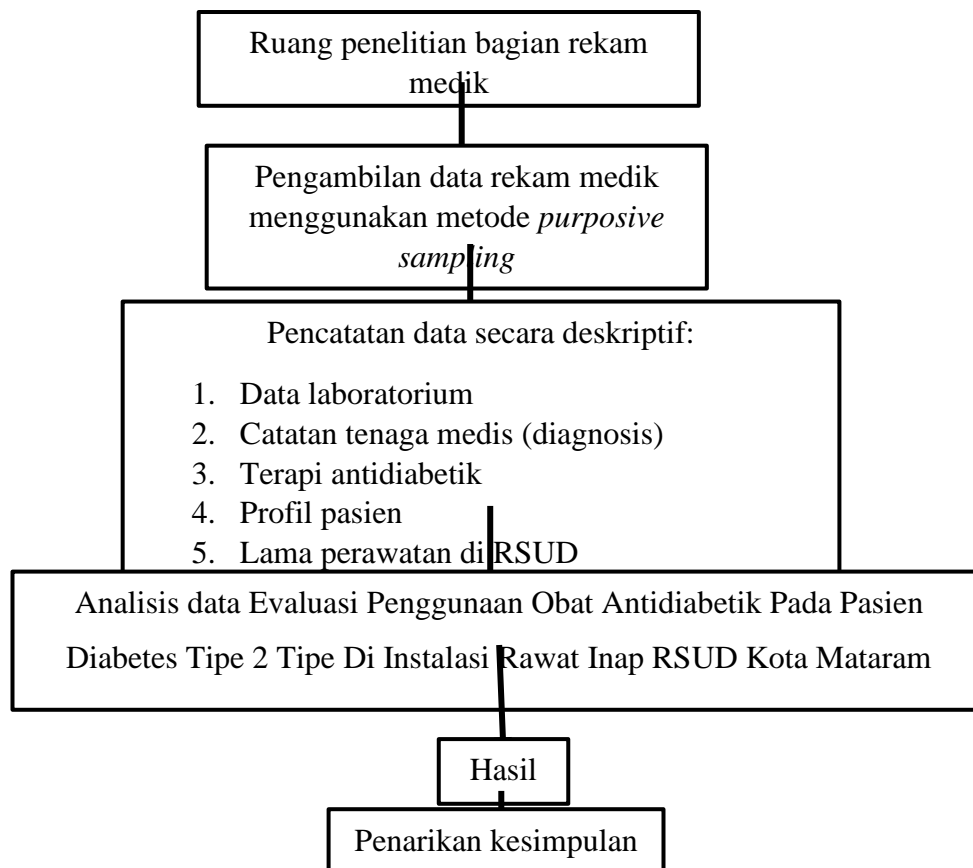 Ruang penelitian bagian rekam
medik
Pengambilan data rekam medik
menggunakan metode purposive
sampling
Pencatatan data secara deskriptif:
1. Data laboratorium
2. Catatan tenaga medis (diagnosis)
3. Terapi antidiabetik
4. Profil pasien
5. Lama perawatan di RSUD
Analisis data Evaluasi Penggunaan Obat Antidiabetik Pada Pasien
Diabetes Tipe 2 Tipe Di Instalasi Rawat Inap RSUD Kota Mataram
Hasil
Penarikan kesimpulan